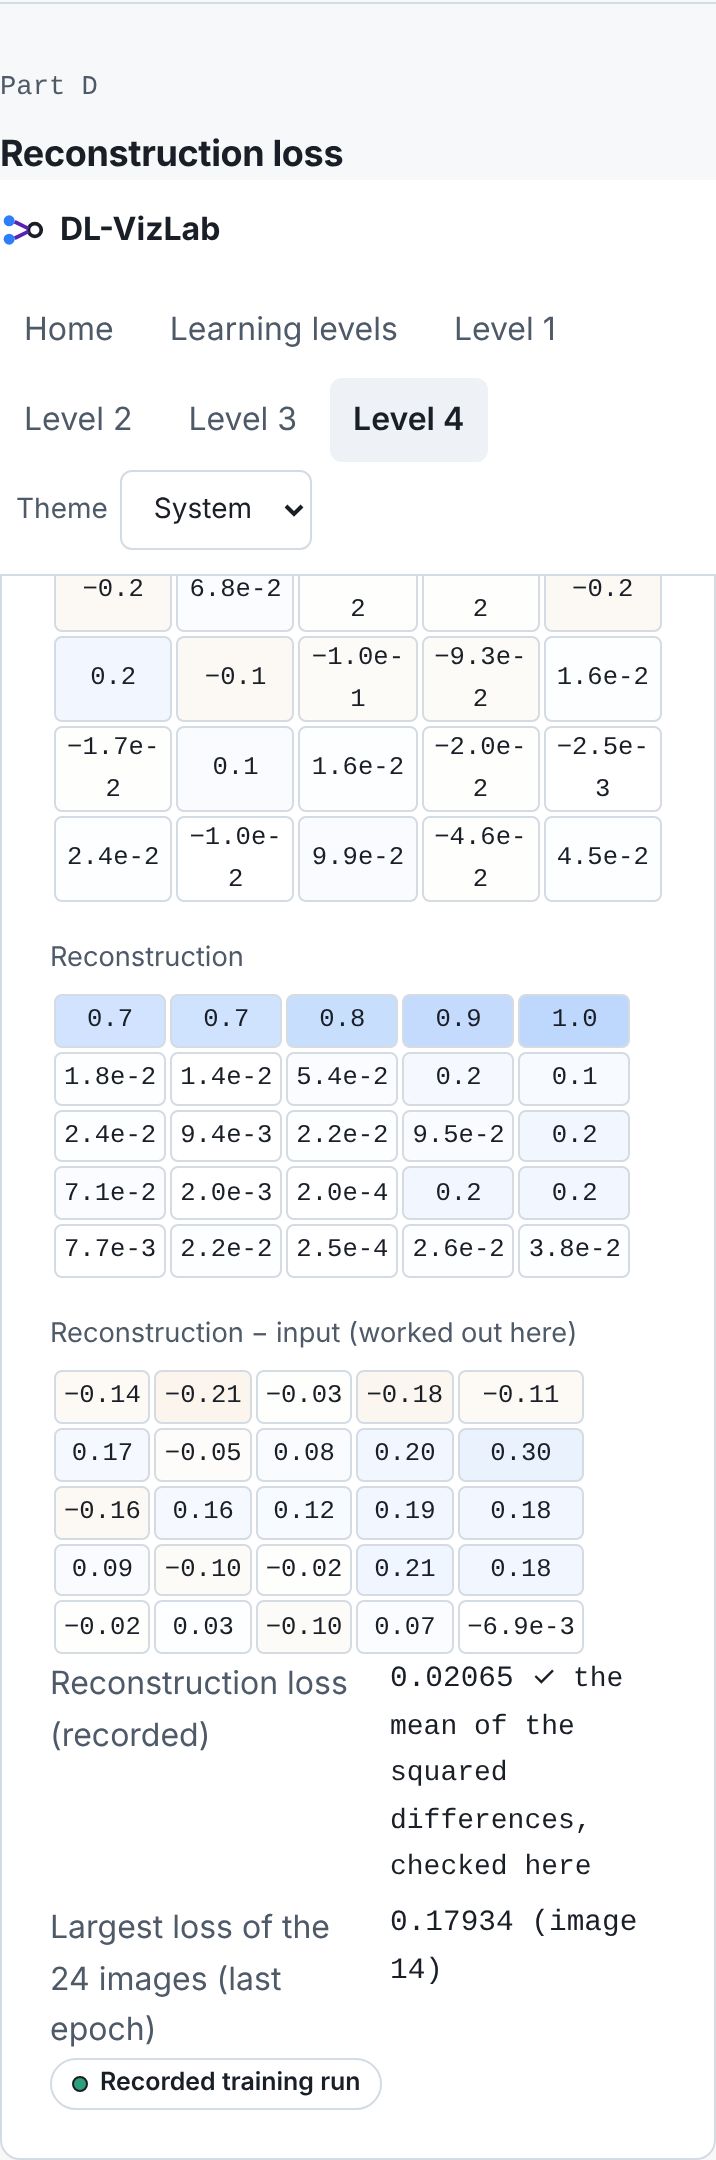 Part D
Reconstruction loss
DL-VizLab
Home Learning levels Level 1
Level 2 Level 3 Level 4
Theme System
−0.2 6.8e-2 2 2 −0.2
0.2 −0.1 −1.0e-1 −9.3e-2 1.6e-2
−1.7e-2 0.1 1.6e-2 −2.0e-2 −2.5e-3
2.4e-2 −1.0e-2 9.9e-2 −4.6e-2 4.5e-2
Reconstruction
0.7 0.7 0.8 0.9 1.0
1.8e-2 1.4e-2 5.4e-2 0.2 0.1
2.4e-2 9.4e-3 2.2e-2 9.5e-2 0.2
7.1e-2 2.0e-3 2.0e-4 0.2 0.2
7.7e-3 2.2e-2 2.5e-4 2.6e-2 3.8e-2
Reconstruction − input (worked out here)
−0.14 −0.21 −0.03 −0.18 −0.11
0.17 −0.05 0.08 0.20 0.30
−0.16 0.16 0.12 0.19 0.18
0.09 −0.10 −0.02 0.21 0.18
−0.02 0.03 −0.10 0.07 −6.9e-3
Reconstruction loss
(recorded)
0.02065 ✓ the
mean of the
squared
differences,
checked here
Largest loss of the
24 images (last
epoch)
0.17934 (image
14)
Recorded training run